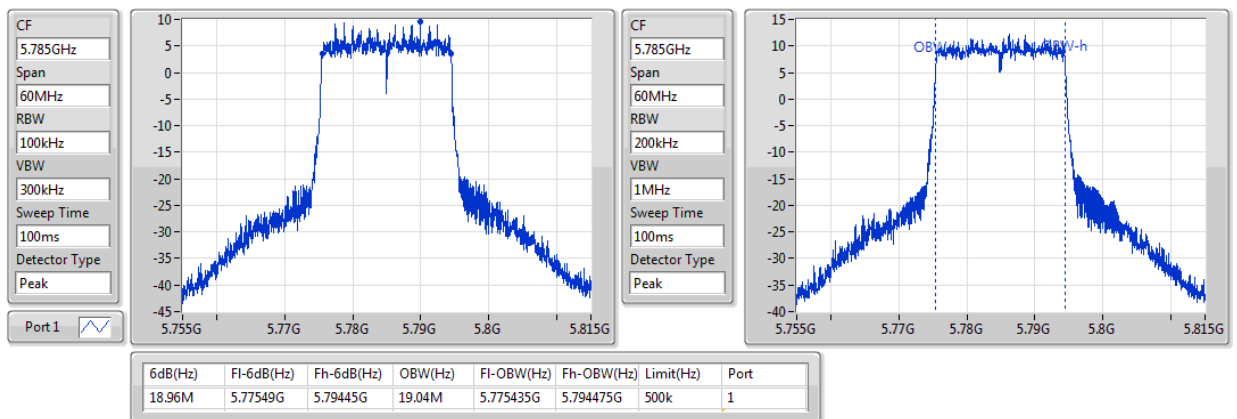 CF
5.785GHz
Span
60MHz
RBW
100kHz
VBW
300kHz
Sweep Time
100ms
Detector Type
Peak
Port 1
10
5
0
-5
-10
-15
-20
-25
-30
-35
-40
-45
5.755G 5.77G 5.78G 5.79G 5.8G 5.815G
CF
5.785GHz
Span
60MHz
RBW
200kHz
VBW
1MHz
Sweep Time
100ms
Detector Type
Peak
15
10
5
0
-5
-10
-15
-20
-25
-30
-35
-40
5.755G 5.77G 5.78G 5.79G 5.8G 5.815G
6dB(Hz) Fl-6dB(Hz) Fh-6dB(Hz) OBW(Hz) Fl-OBW(Hz) Fh-OBW(Hz) Limit(Hz) Port
18.96M 5.77549G 5.79445G 19.04M 5.775435G 5.794475G 500k 1